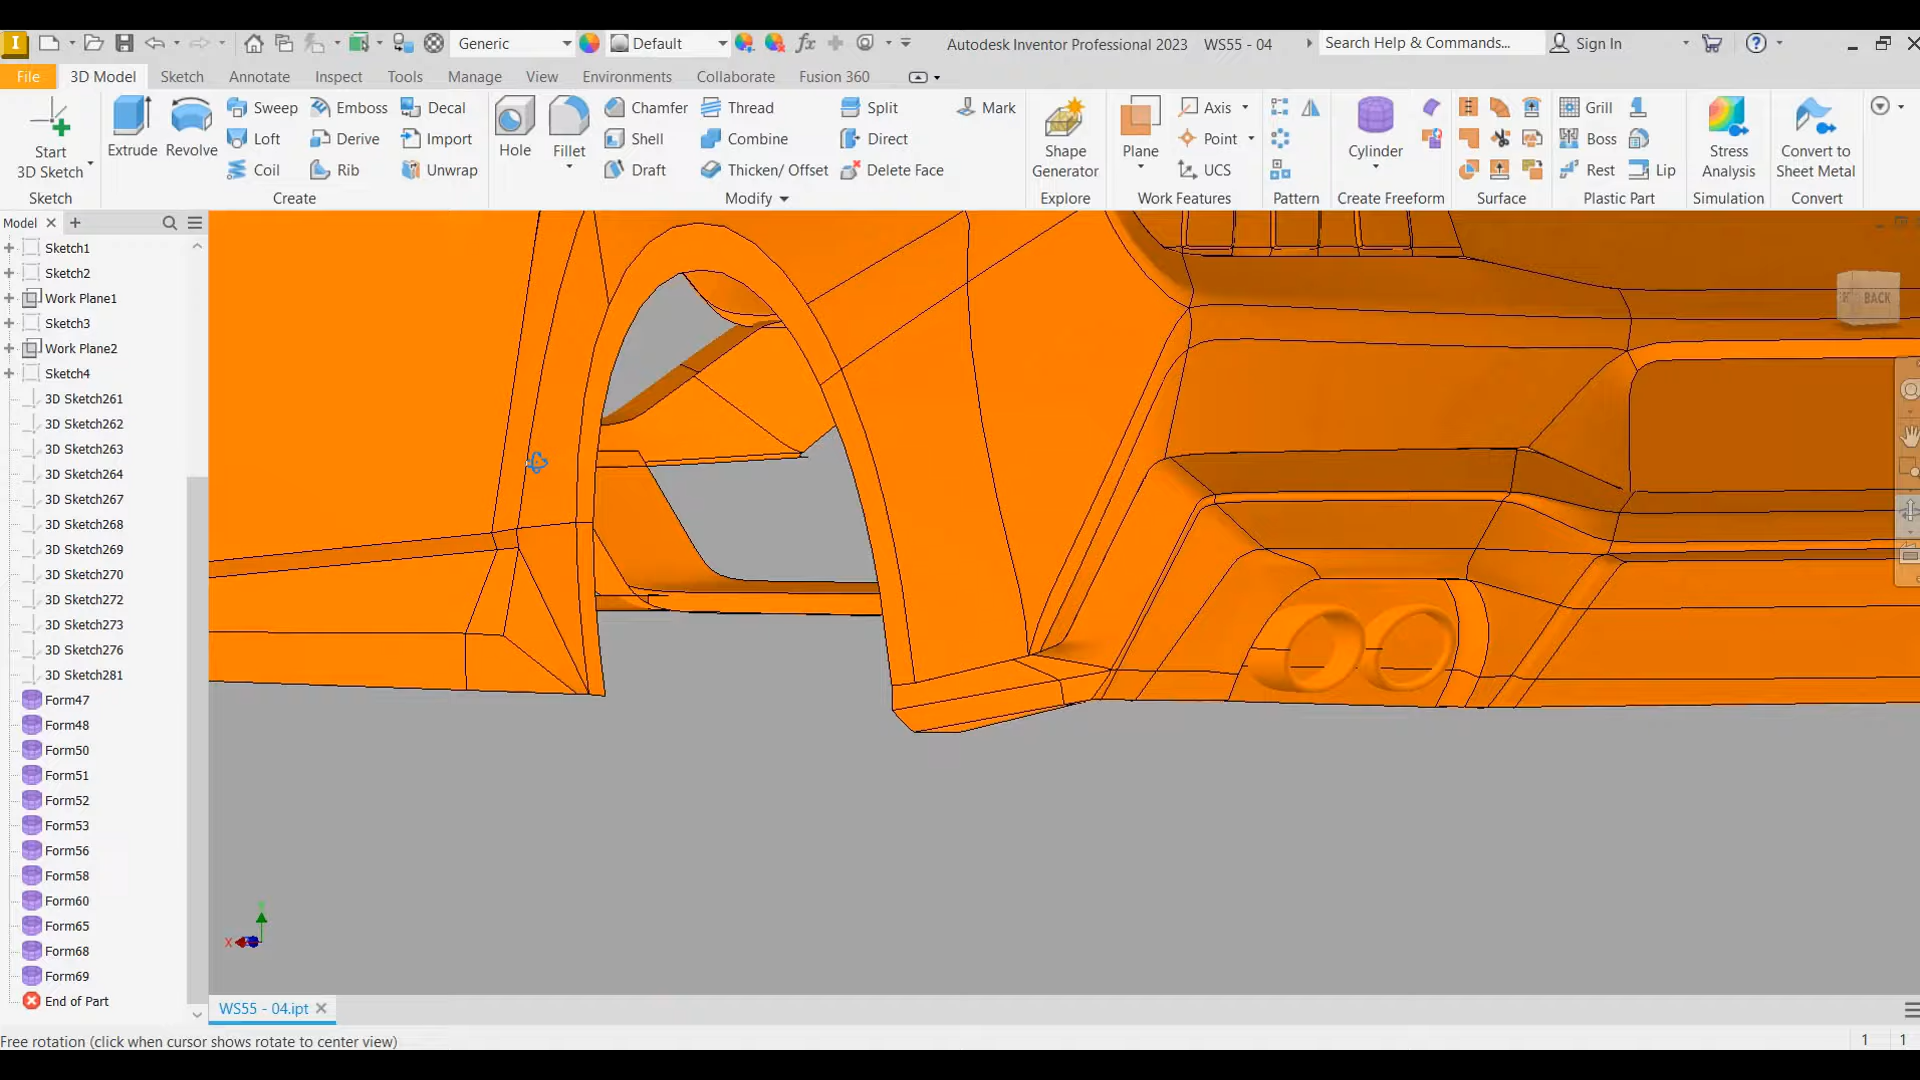 I Generic Default fx Autodesk Inventor Professional 2023 WS55 - 04 Search Help & Commands... Sign In ?
File 3D Model Sketch Annotate Inspect Tools Manage View Environments Collaborate Fusion 360
Sweep Emboss Decal Chamfer Thread Split Mark Axis Grill
Start 3D Sketch Extrude Revolve Loft Derive Import Hole Fillet Shell Combine Direct Shape Generator Plane Point Cylinder Boss Stress Analysis Convert to Sheet Metal
Coil Rib Unwrap Draft Thicken/ Offset Delete Face UCS Rest Lip
Sketch Create Modify Explore Work Features Pattern Create Freeform Surface Plastic Part Simulation Convert
Model
Sketch1
Sketch2
Work Plane1
Sketch3
Work Plane2
Sketch4
3D Sketch261
3D Sketch262
3D Sketch263
3D Sketch264
3D Sketch267
3D Sketch268
3D Sketch269
3D Sketch270
3D Sketch272
3D Sketch273
3D Sketch276
3D Sketch281
Form47
Form48
Form50
Form51
Form52
Form53
Form56
Form58
Form60
Form65
Form68
Form69
End of Part
BACK
X
WS55 - 04.ipt
Free rotation (click when cursor shows rotate to center view) 1 1